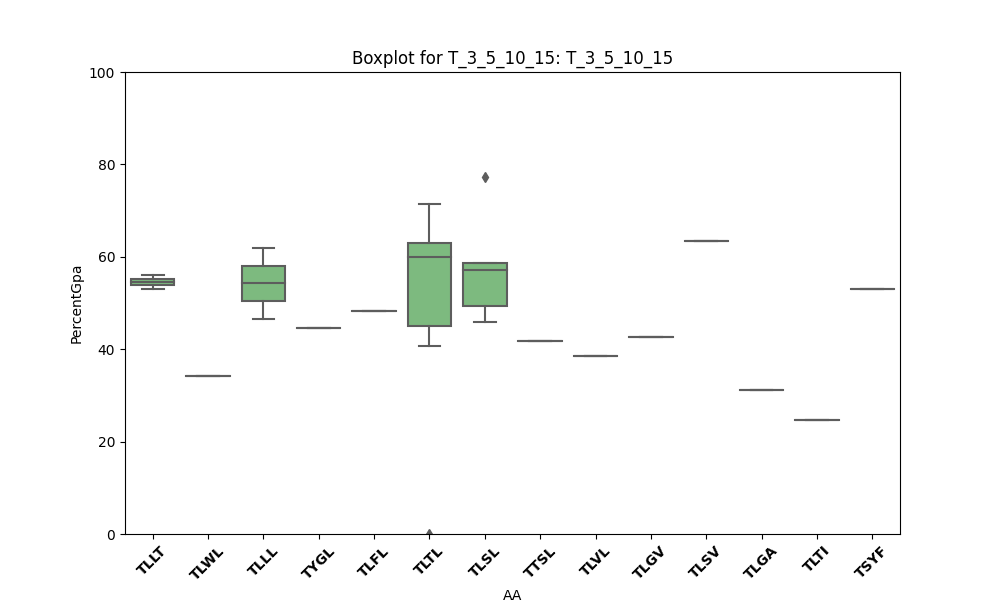 Boxplot for T_3_5_10_15: T_3_5_10_15
100
80
60
40
20
0
PercentGpa
TLLT
TLWL
TLLL
TYGL
TLFL
TLTL
TLSL
TTSL
TLVL
TLGV
TLSV
TLGA
TLTI
TSYF
AA